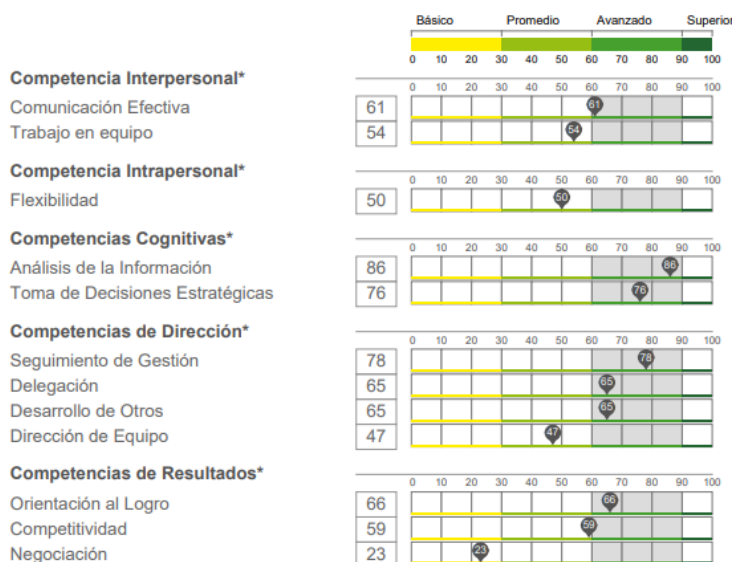 Básico Promedio Avanzado Superior
0 10 20 30 40 50 60 70 80 90 100
Competencia Interpersonal*
0 10 20 30 40 50 60 70 80 90 100
Comunicación Efectiva 61 61
Trabajo en equipo 54 54
Competencia Intrapersonal*
0 10 20 30 40 50 60 70 80 90 100
Flexibilidad 50 50
Competencias Cognitivas*
0 10 20 30 40 50 60 70 80 90 100
Análisis de la Información 86 86
Toma de Decisiones Estratégicas 76 76
Competencias de Dirección*
0 10 20 30 40 50 60 70 80 90 100
Seguimiento de Gestión 78 78
Delegación 65 65
Desarrollo de Otros 65 65
Dirección de Equipo 47 47
Competencias de Resultados*
0 10 20 30 40 50 60 70 80 90 100
Orientación al Logro 66 66
Competitividad 59 59
Negociación 23 23